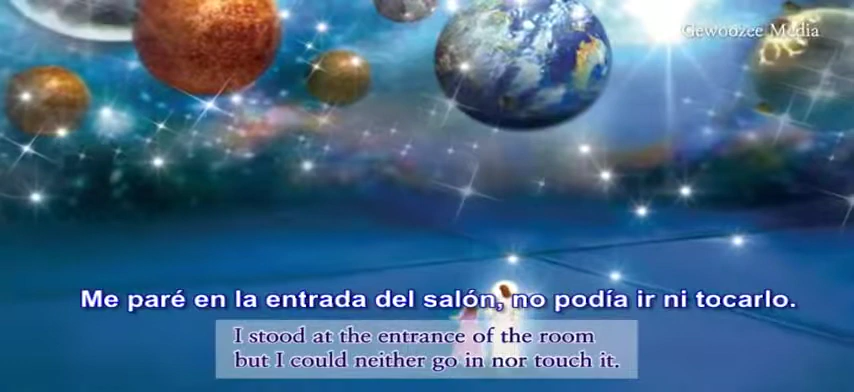 Gewoozee Media
Me paré en la entrada del salón, no podía ir ni tocarlo.
I stood at the entrance of the room
but I could neither go in nor touch it.